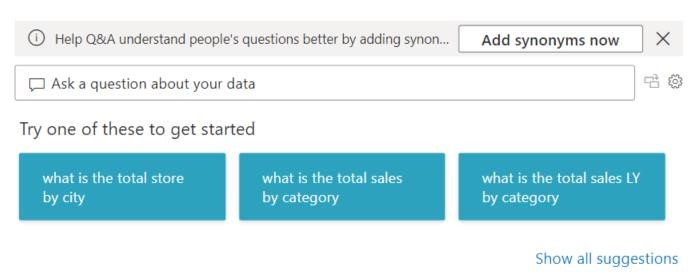 Help Q&A understand people's questions better by adding synon...
Add synonyms now
Ask a question about your data
Try one of these to get started
what is the total store
by city
what is the total sales
by category
what is the total sales LY
by category
Show all suggestions